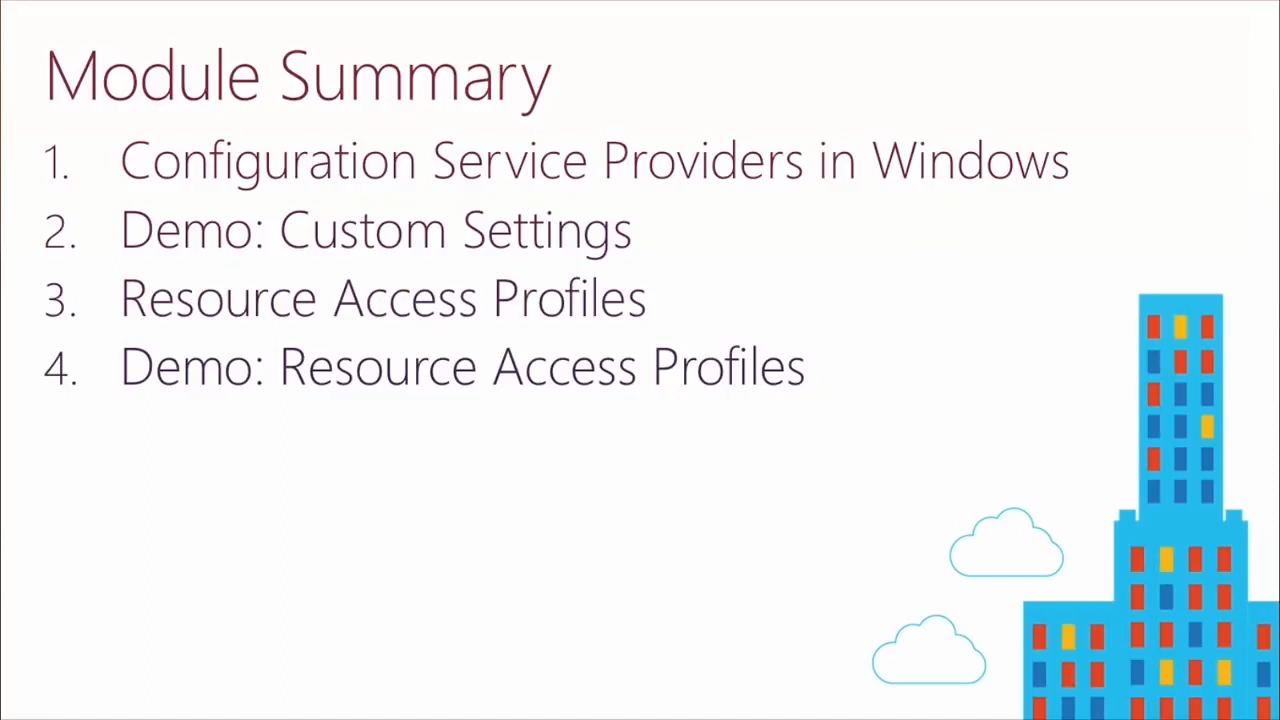 Module Summary
1. Configuration Service Providers in Windows
2. Demo: Custom Settings
3. Resource Access Profiles
4. Demo: Resource Access Profiles